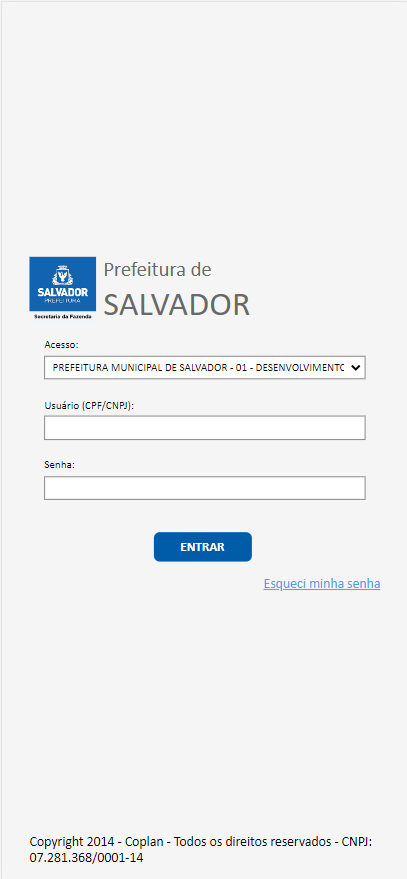 SALVADOR
PREFEITURA
Secretaria da Fazenda
Prefeitura de
SALVADOR
Acesso:
PREFEITURA MUNICIPAL DE SALVADOR - 01 - DESENVOLVIMENTO
Usuário (CPF/CNPJ):
Senha:
ENTRAR
Esqueci minha senha
Copyright 2014 - Coplan - Todos os direitos reservados - CNPJ:
07.281.368/0001-14